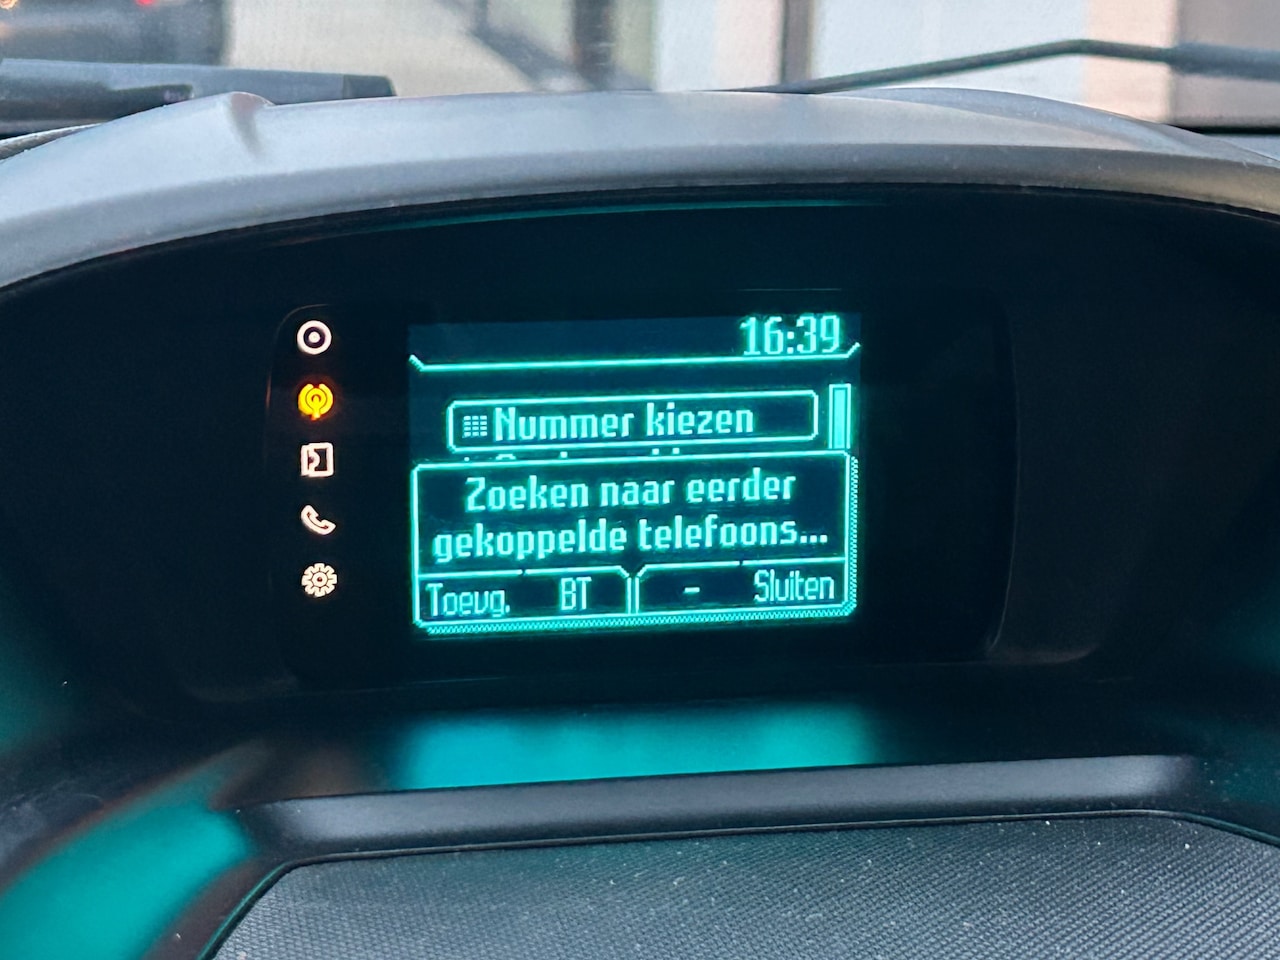 16:39
Nummer kiezen
Zoeken naar eerder
gekoppelde telefoons...
Toevg. BT - Sluiten